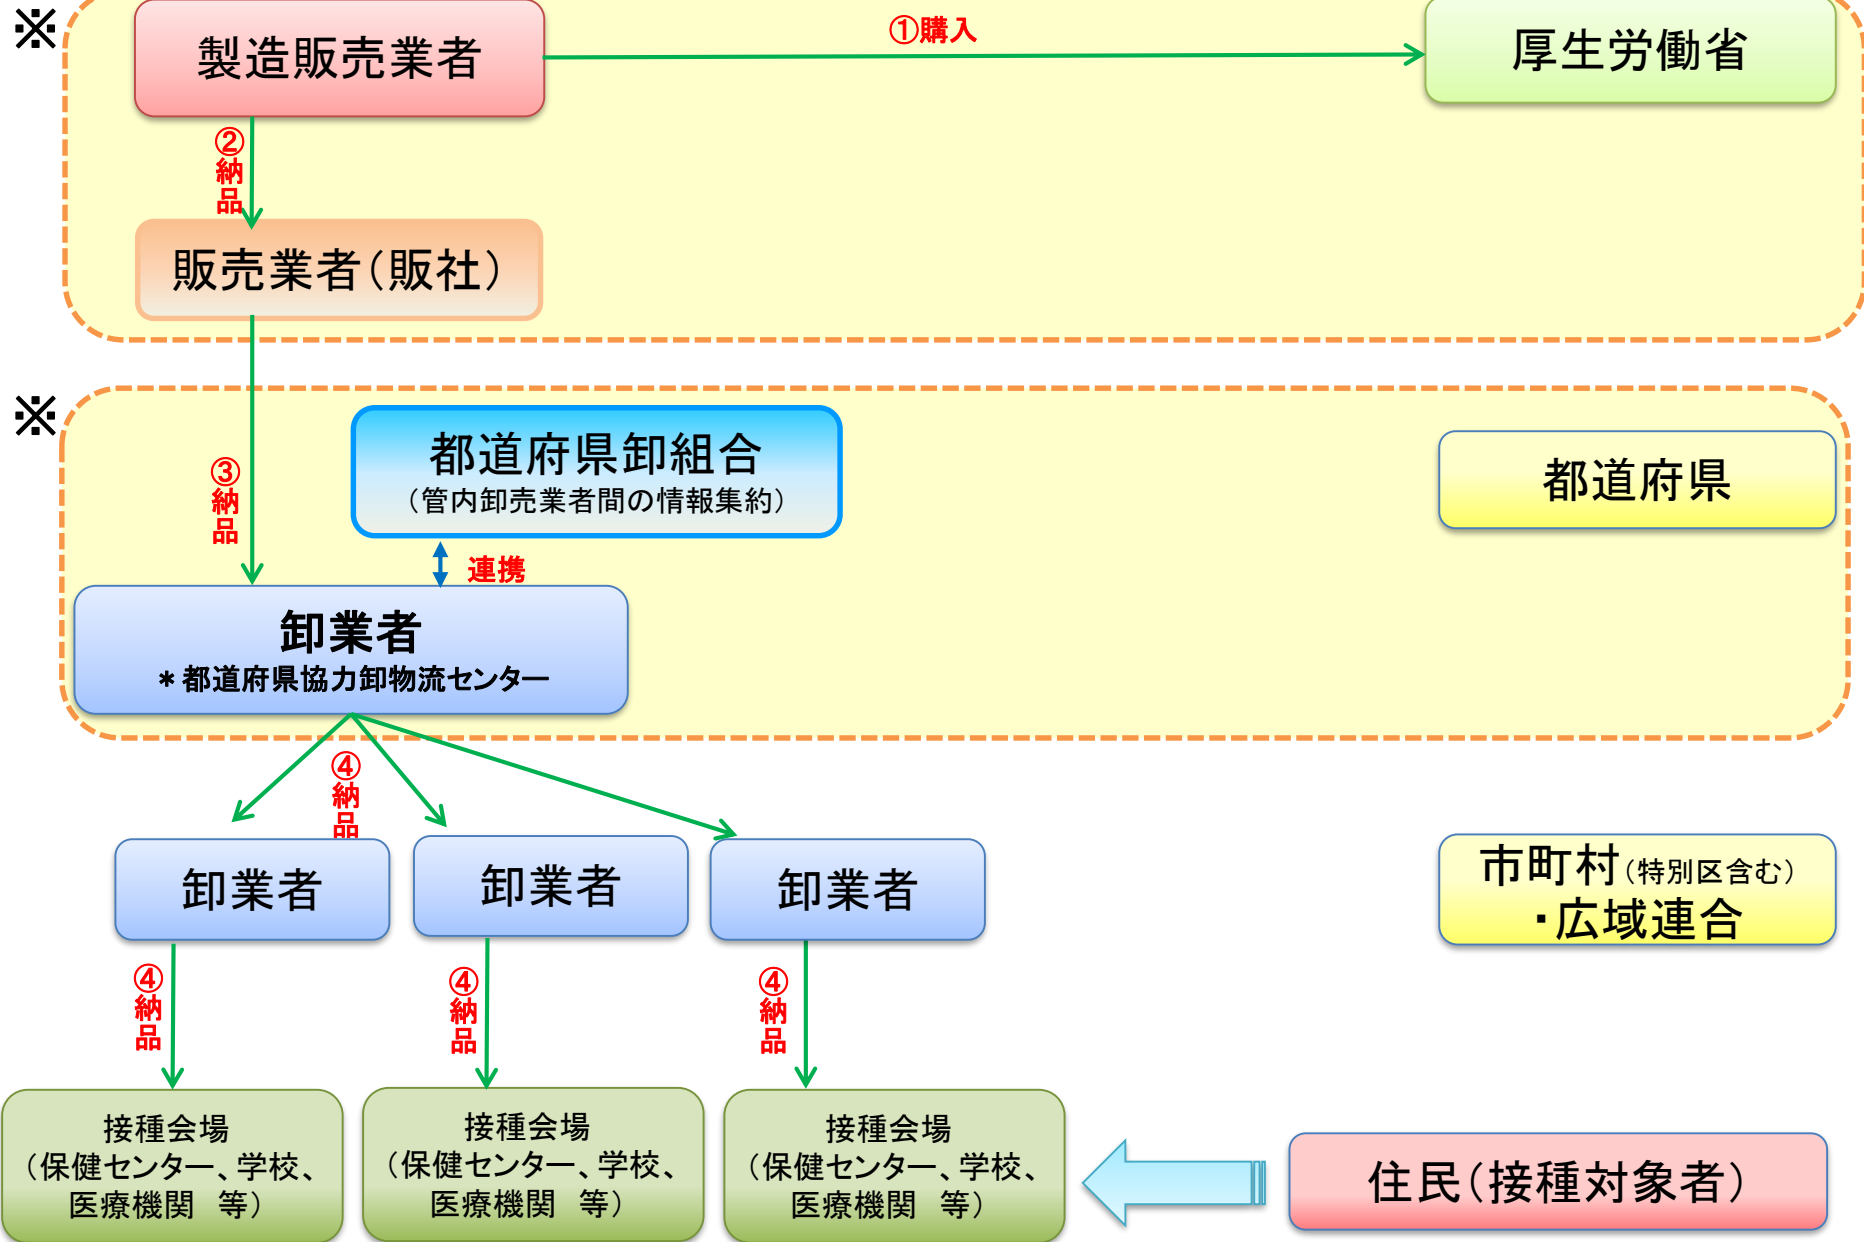 ※
製造販売業者
①購入
厚生労働省
②納品
販売業者（販社）
※
都道府県卸組合
（管内卸売業者間の情報集約）
都道府県
③納品
連携
卸業者
＊都道府県協力卸物流センター
④納品
卸業者
卸業者
卸業者
市町村（特別区含む）
・広域連合
④納品
④納品
④納品
接種会場
（保健センター、学校、
医療機関　等）
接種会場
（保健センター、学校、
医療機関　等）
接種会場
（保健センター、学校、
医療機関　等）
住民（接種対象者）